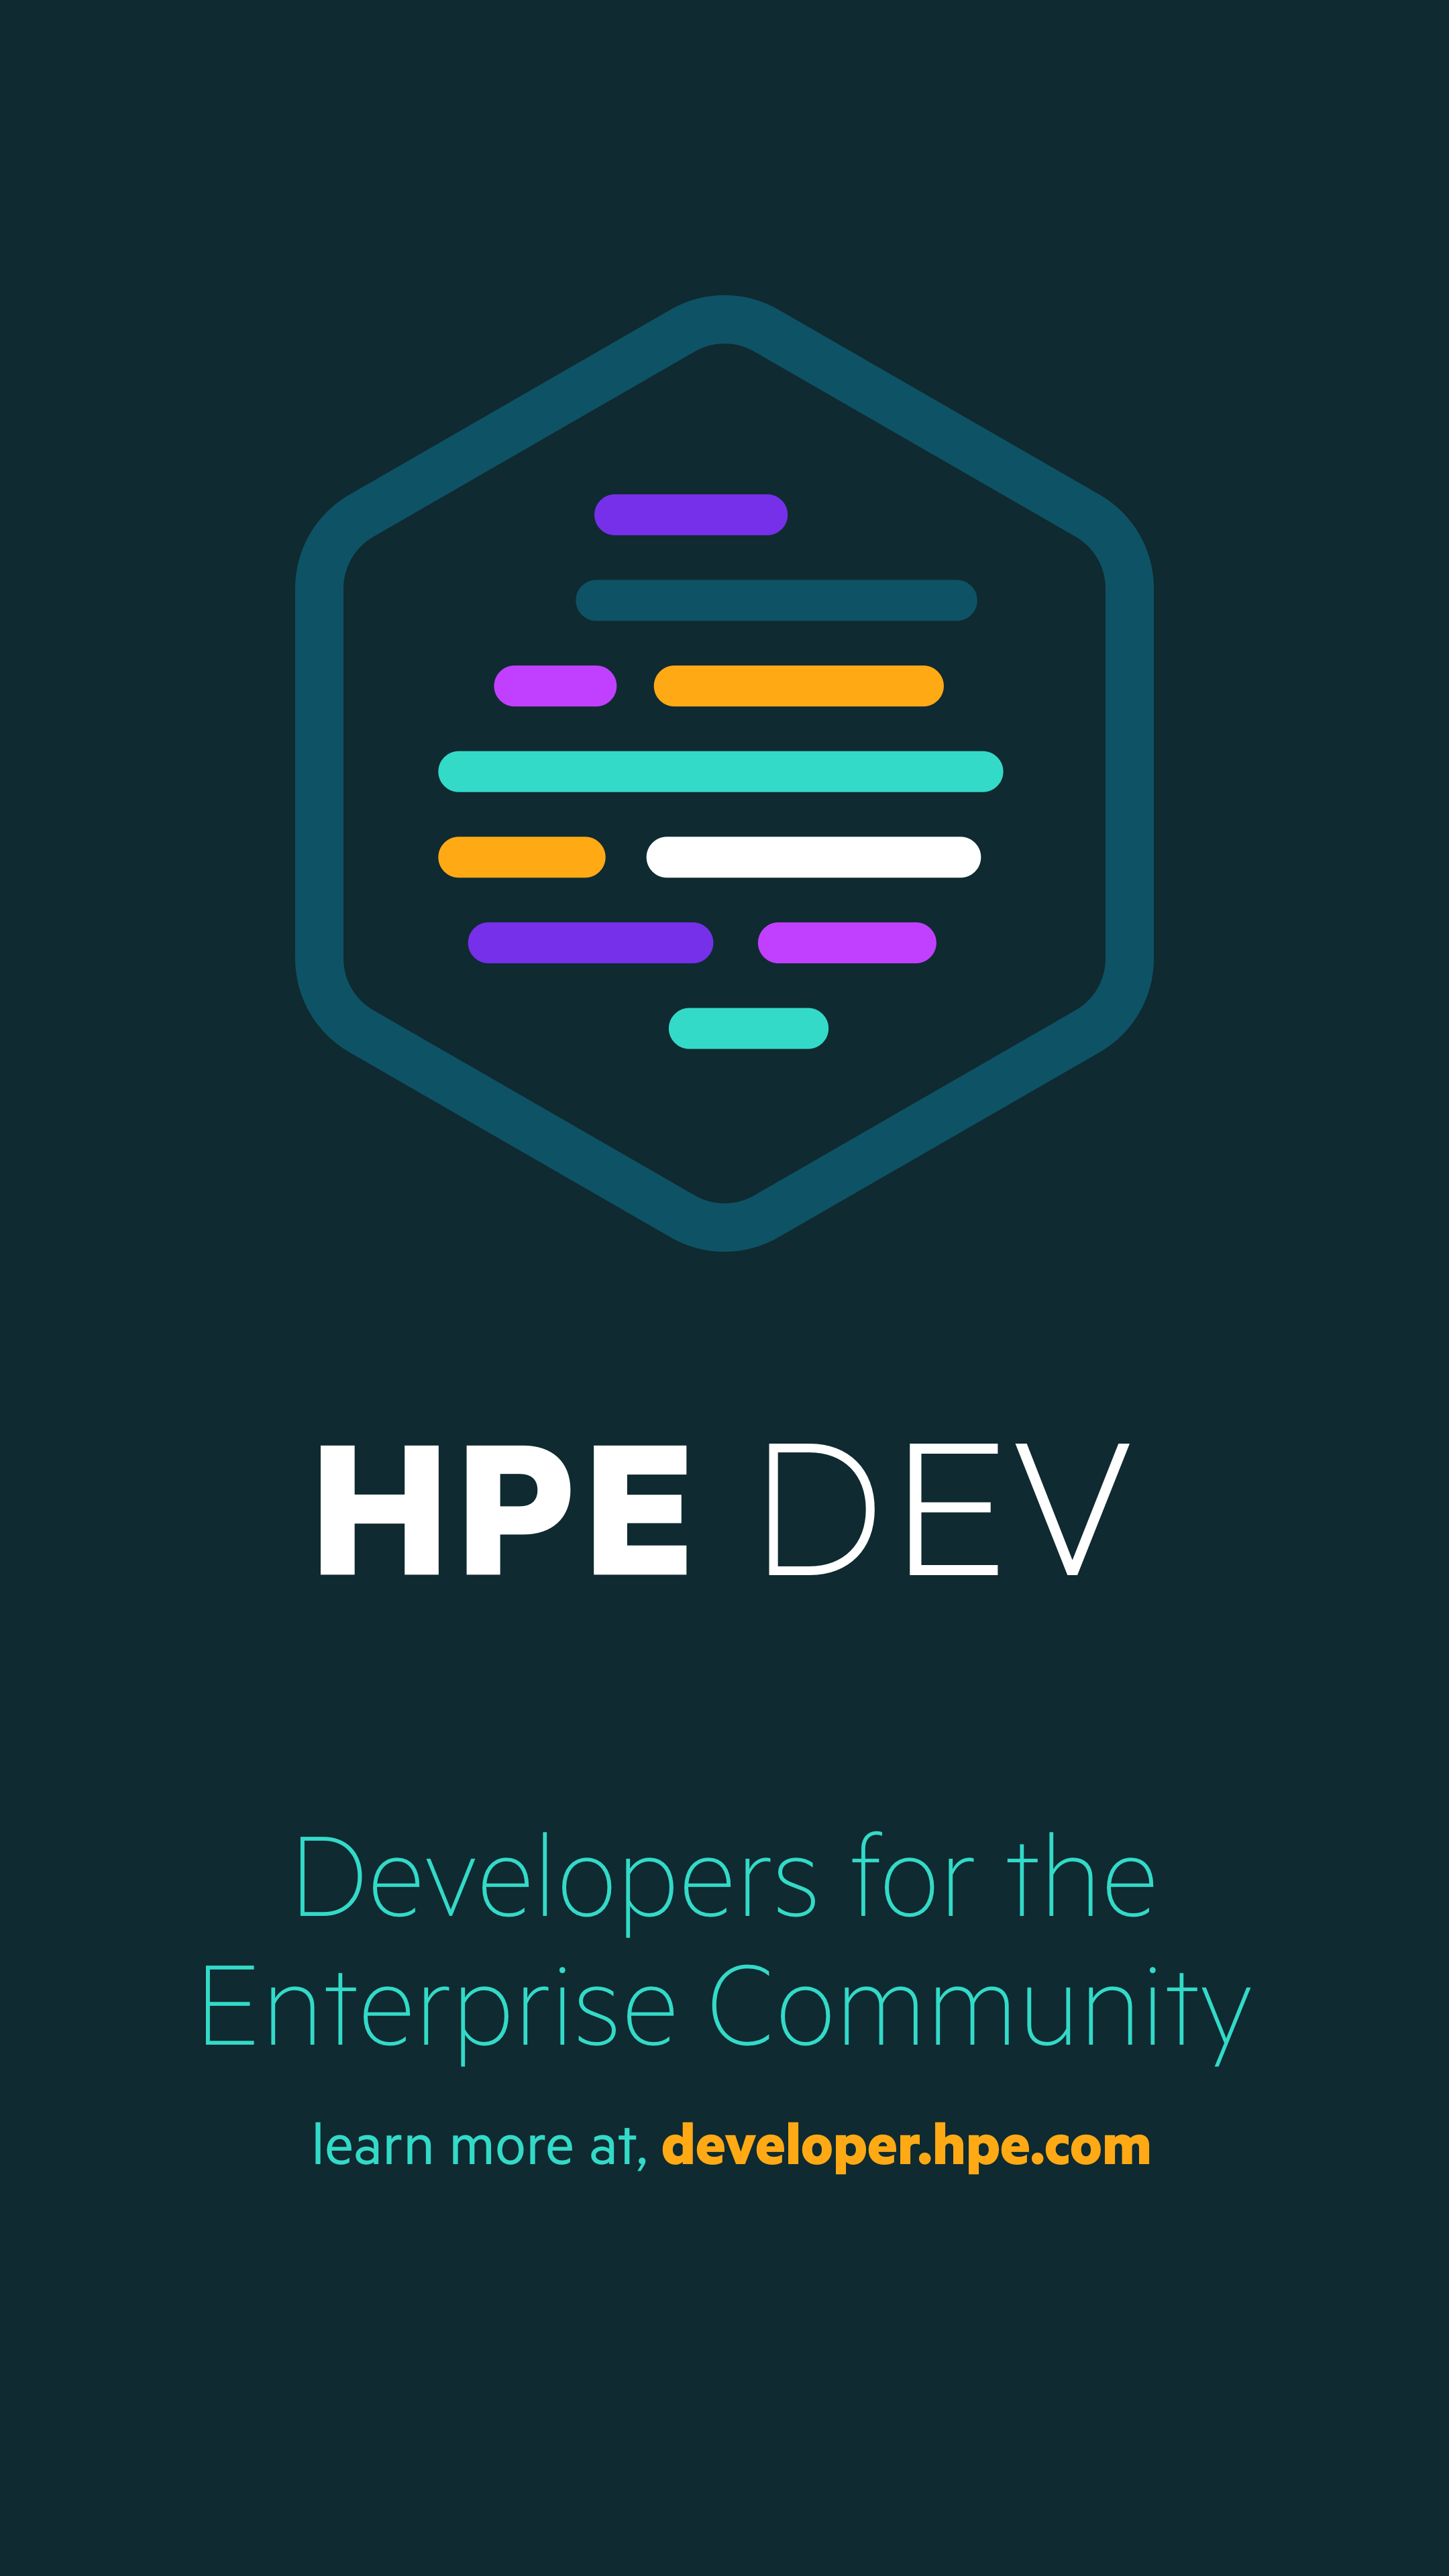 HPE DEV
Developers for the
Enterprise Community
learn more at, developer.hpe.com